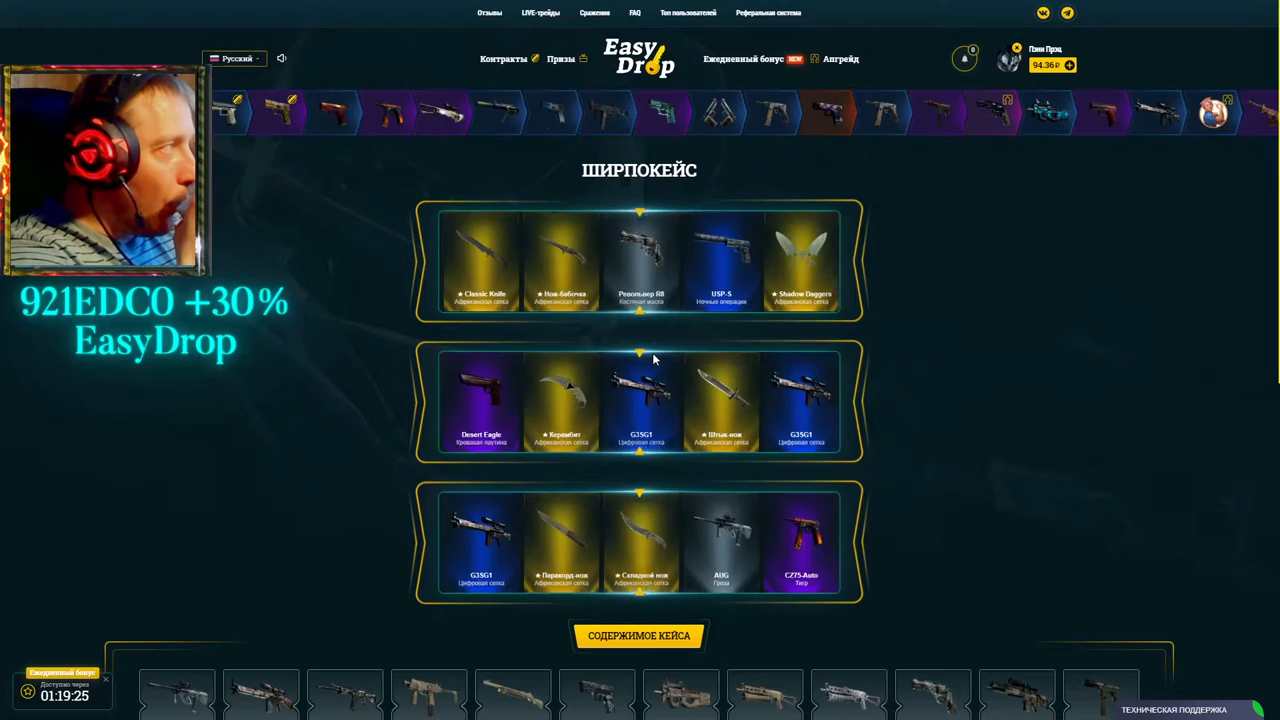 Отзывы LIVE-трейды Сражения FAQ Топ пользователей Реферальная система
Русский
Контракты Призы
Easy Drop
Ежедневный бонус NEW Апгрейд
0
Пэнн Прэц
94.36₽
ШИРПОКЕЙС
★ Classic Knife
Африканская сетка
★ Нож-бабочка
Африканская сетка
Револьвер R8
Костяная маска
USP-S
Ночные операции
★ Shadow Daggers
Африканская сетка
921EDC0 +30%
EasyDrop
Desert Eagle
Кровавая паутина
★ Керамбит
Африканская сетка
G3SG1
Цифровая сетка
★ Штык-нож
Африканская сетка
G3SG1
Цифровая сетка
G3SG1
Цифровая сетка
★ Паракорд-нож
Африканская сетка
★ Складной нож
Африканская сетка
AUG
Гроза
CZ75-Auto
Тигр
СОДЕРЖИМОЕ КЕЙСА
Ежедневный бонус
Доступно через
01:19:25
ТЕХНИЧЕСКАЯ ПОДДЕРЖКА